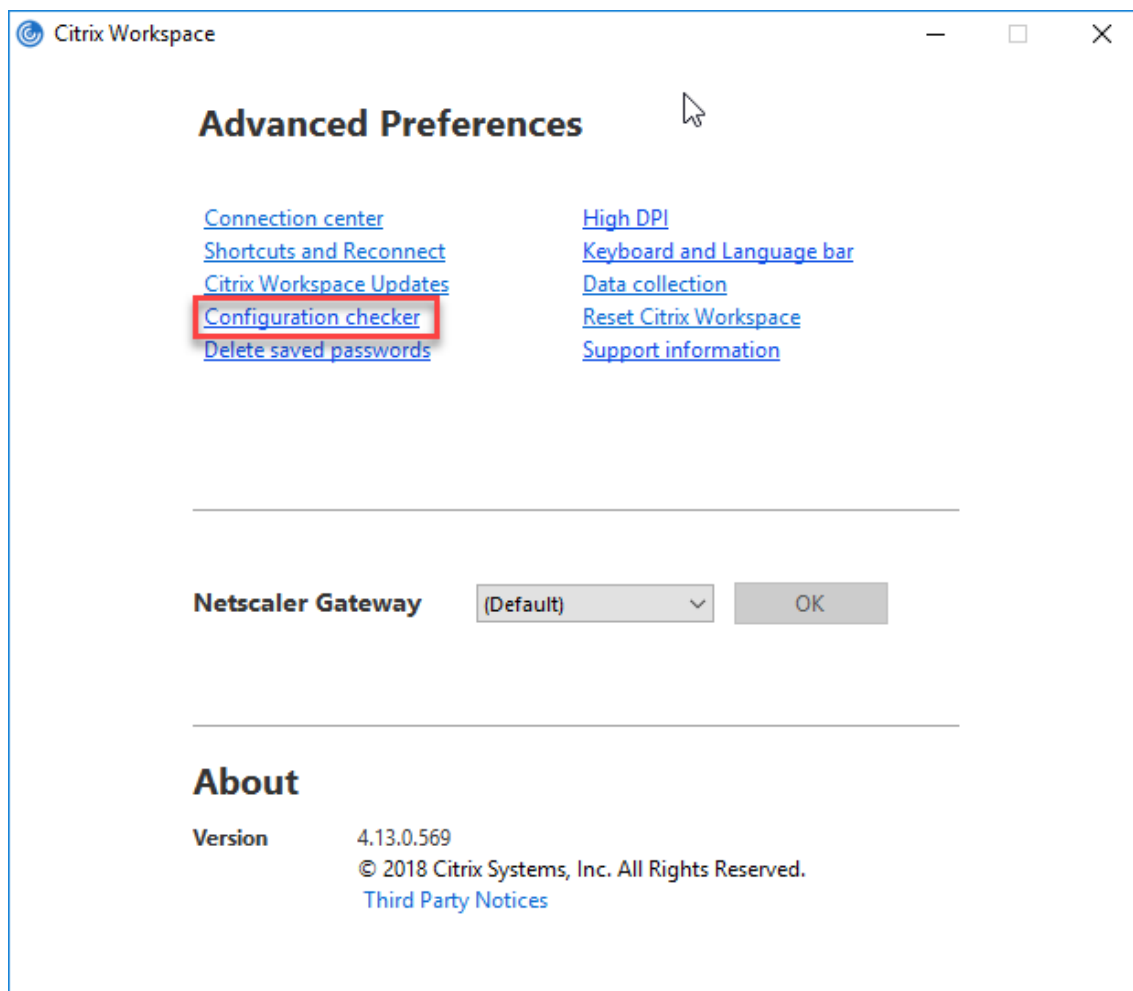 Citrix Workspace
Advanced Preferences
Connection center
Shortcuts and Reconnect
Citrix Workspace Updates
Configuration checker
Delete saved passwords
High DPI
Keyboard and Language bar
Data collection
Reset Citrix Workspace
Support information
Netscaler Gateway (Default) OK
About
Version 4.13.0.569
© 2018 Citrix Systems, Inc. All Rights Reserved.
Third Party Notices